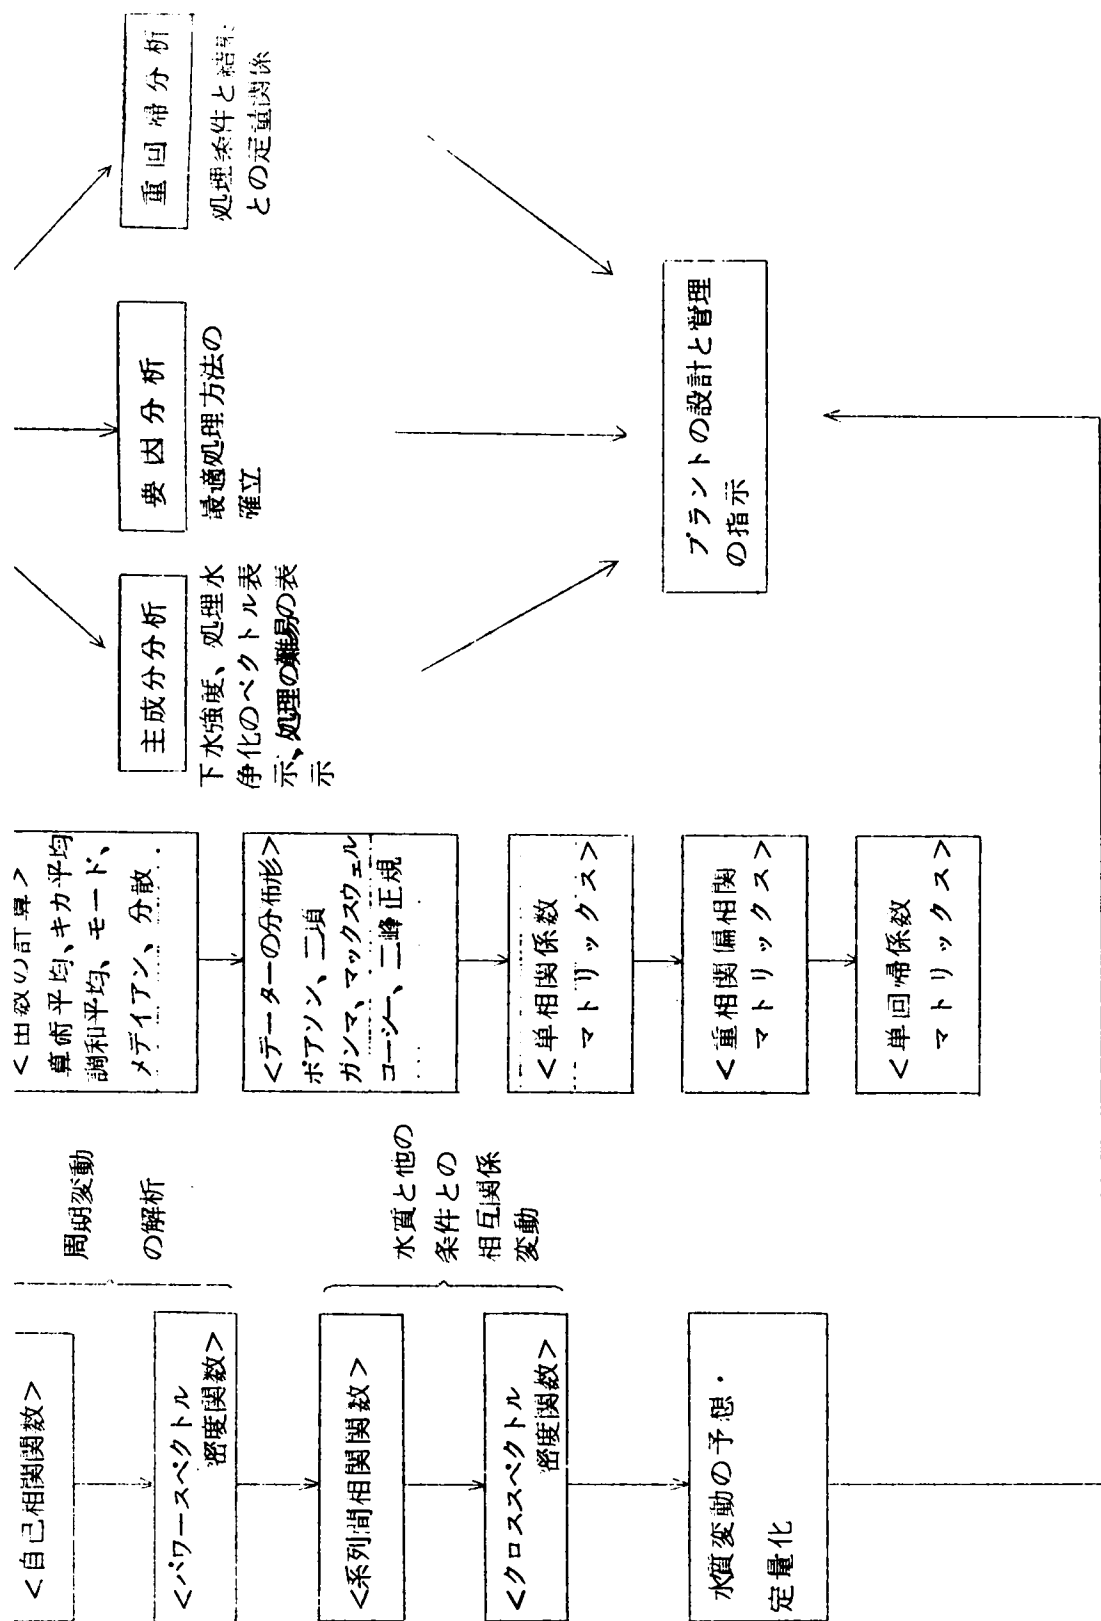 <自己相関関数>
<パワースペクトル
密度関数>
周期変動
の解析
<系列間相関関数>
<クロススペクトル
密度関数>
水質と他の
条件との
相互関係
変動
水質変動の予想・
定量化
の計算>
算術平均、キカ平均
調和平均、モード、
メデイアン、分散
<データーの分布形>
ポアソン、二項
ガンマ、マックスウェル
コーシー、二峰正規
<単相関係数
マトリックス>
<重相関偏相関
マトリックス>
<単回帰係数
マトリックス>
主成分分析
下水強度、処理水
浄化のベクトル表
示、処理の難易の表
示
要因分析
最適処理方法の
確立
重回帰分析
処理条件と結果
との定量関係
プラントの設計と管理
の指示